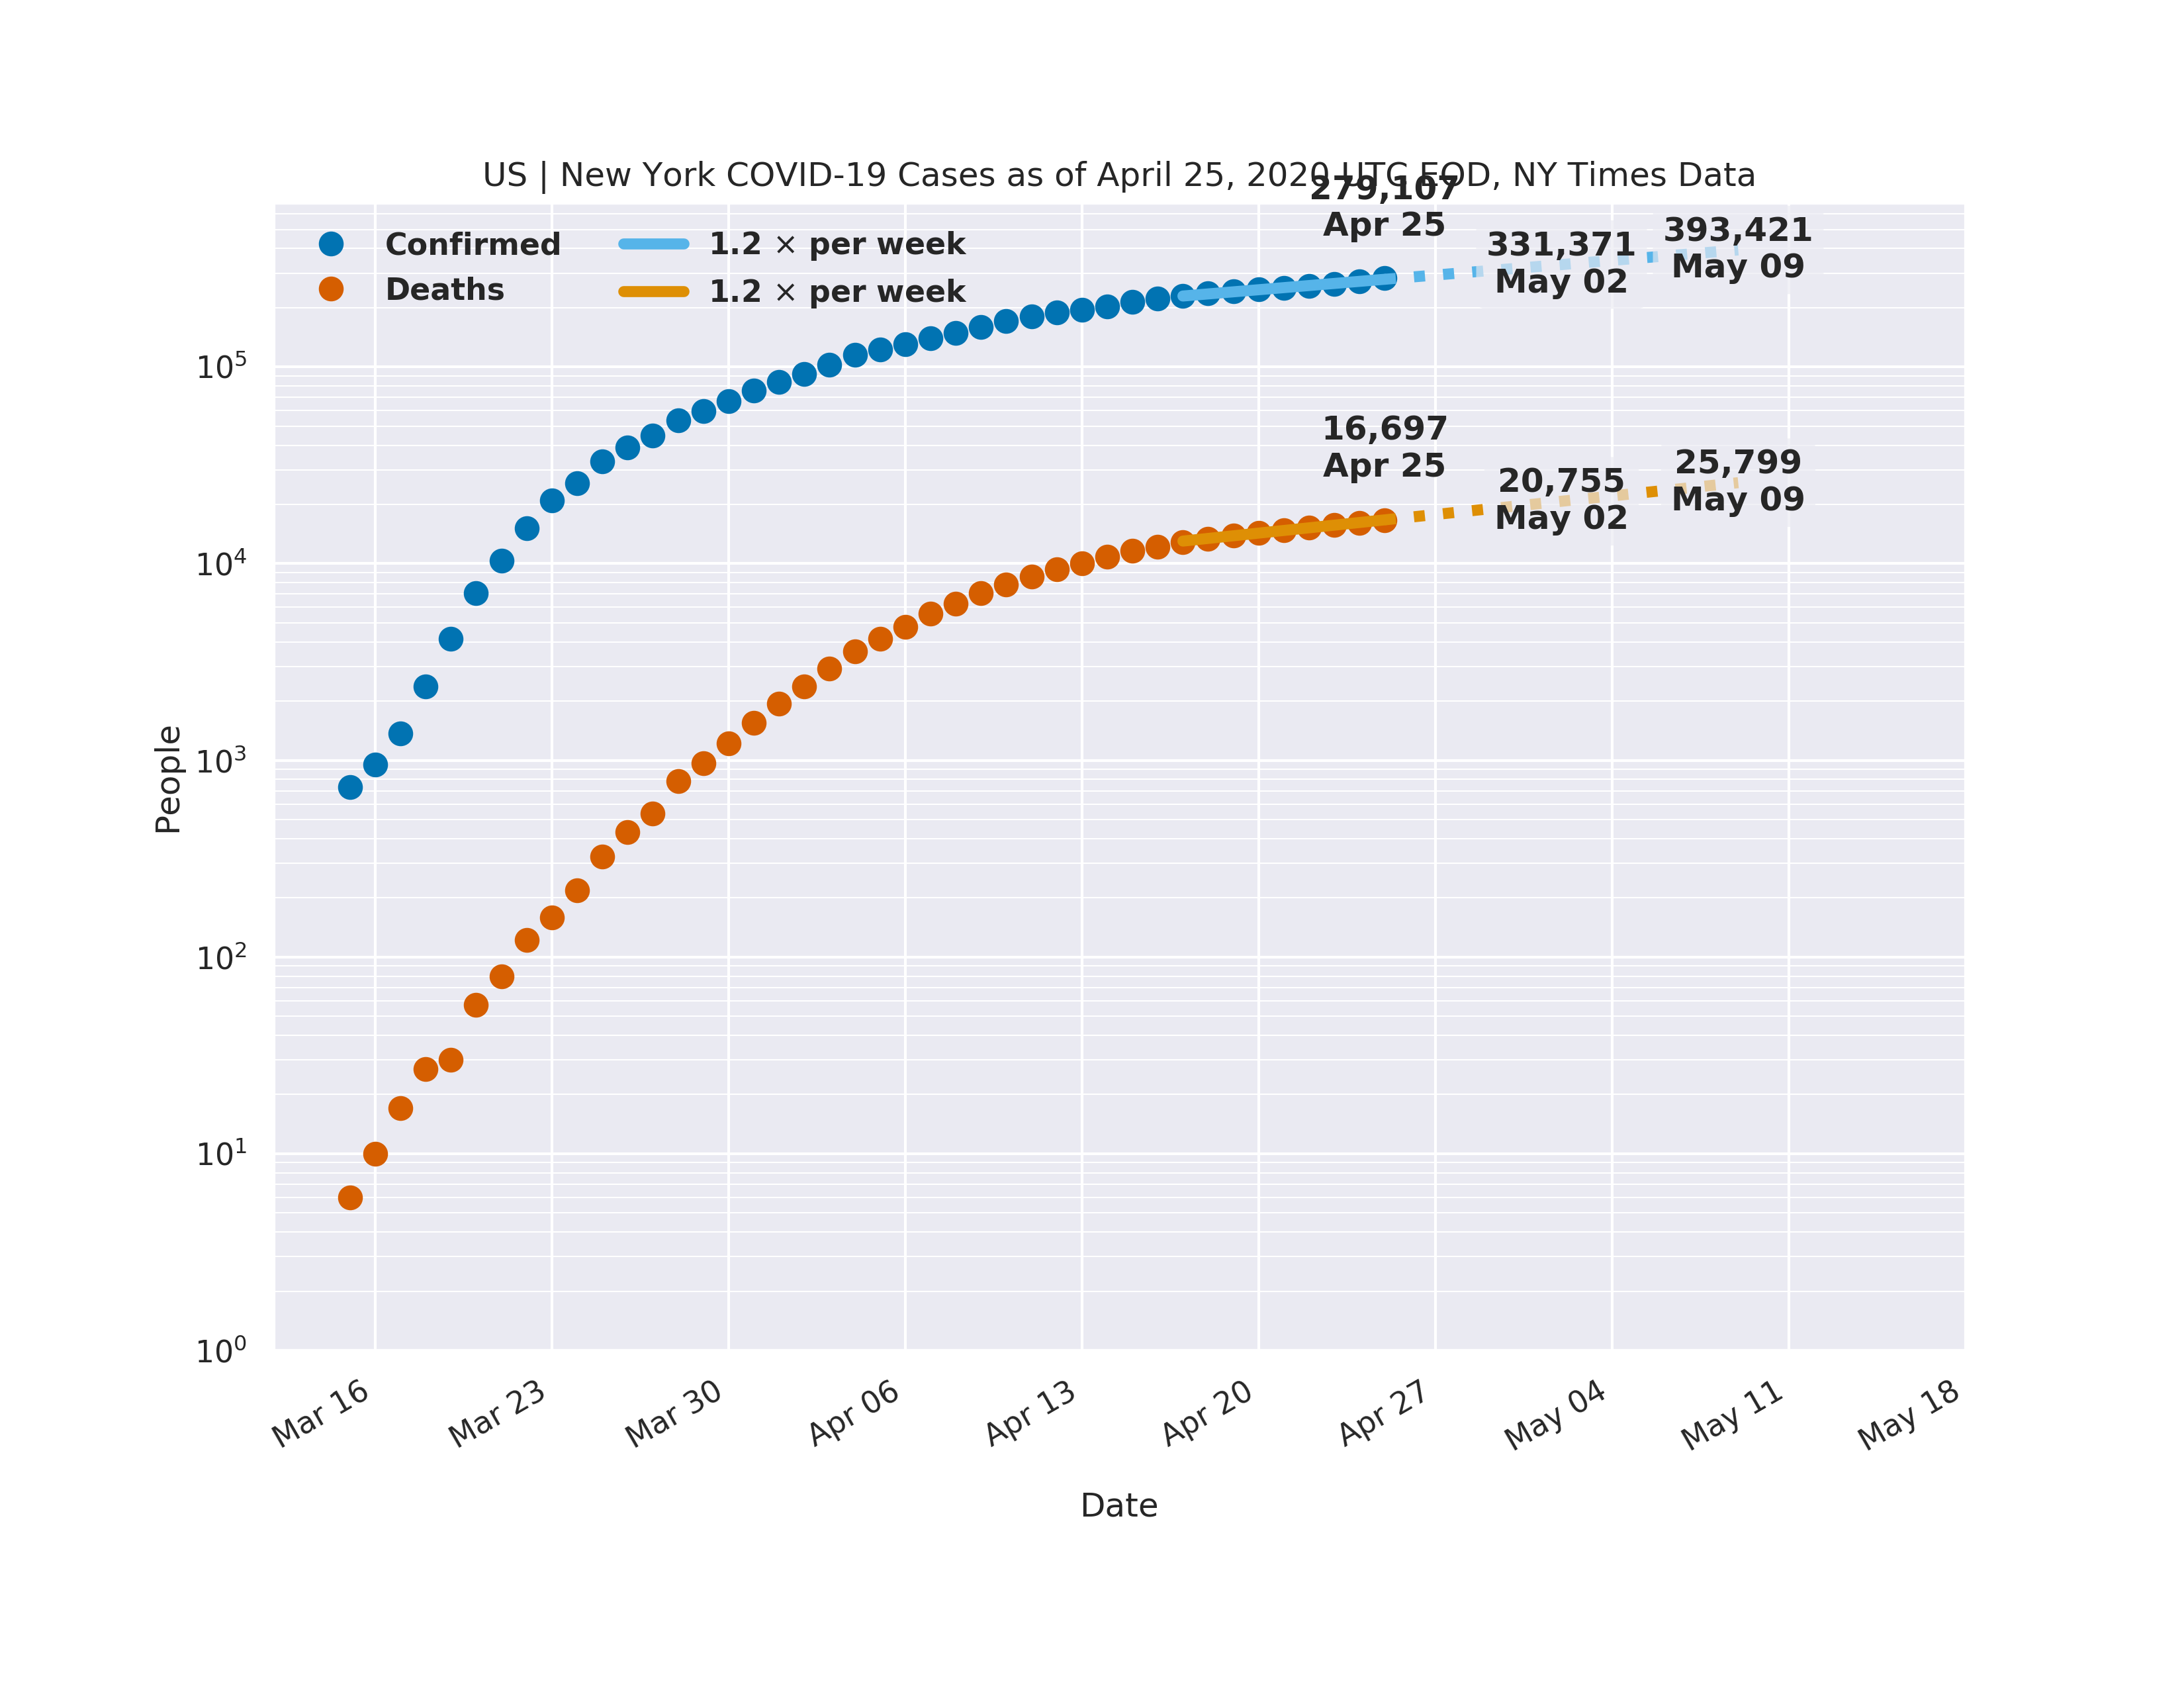 US | New York COVID-19 Cases as of April 25, 2020 UTC EOD, NY Times Data
Confirmed
Deaths
1.2 × per week
1.2 × per week
279,107
Apr 25
331,371
May 02
393,421
May 09
16,697
Apr 25
20,755
May 02
25,799
May 09
People
10⁵
10⁴
10³
10²
10¹
10⁰
Mar 16
Mar 23
Mar 30
Apr 06
Apr 13
Apr 20
Apr 27
May 04
May 11
May 18
Date